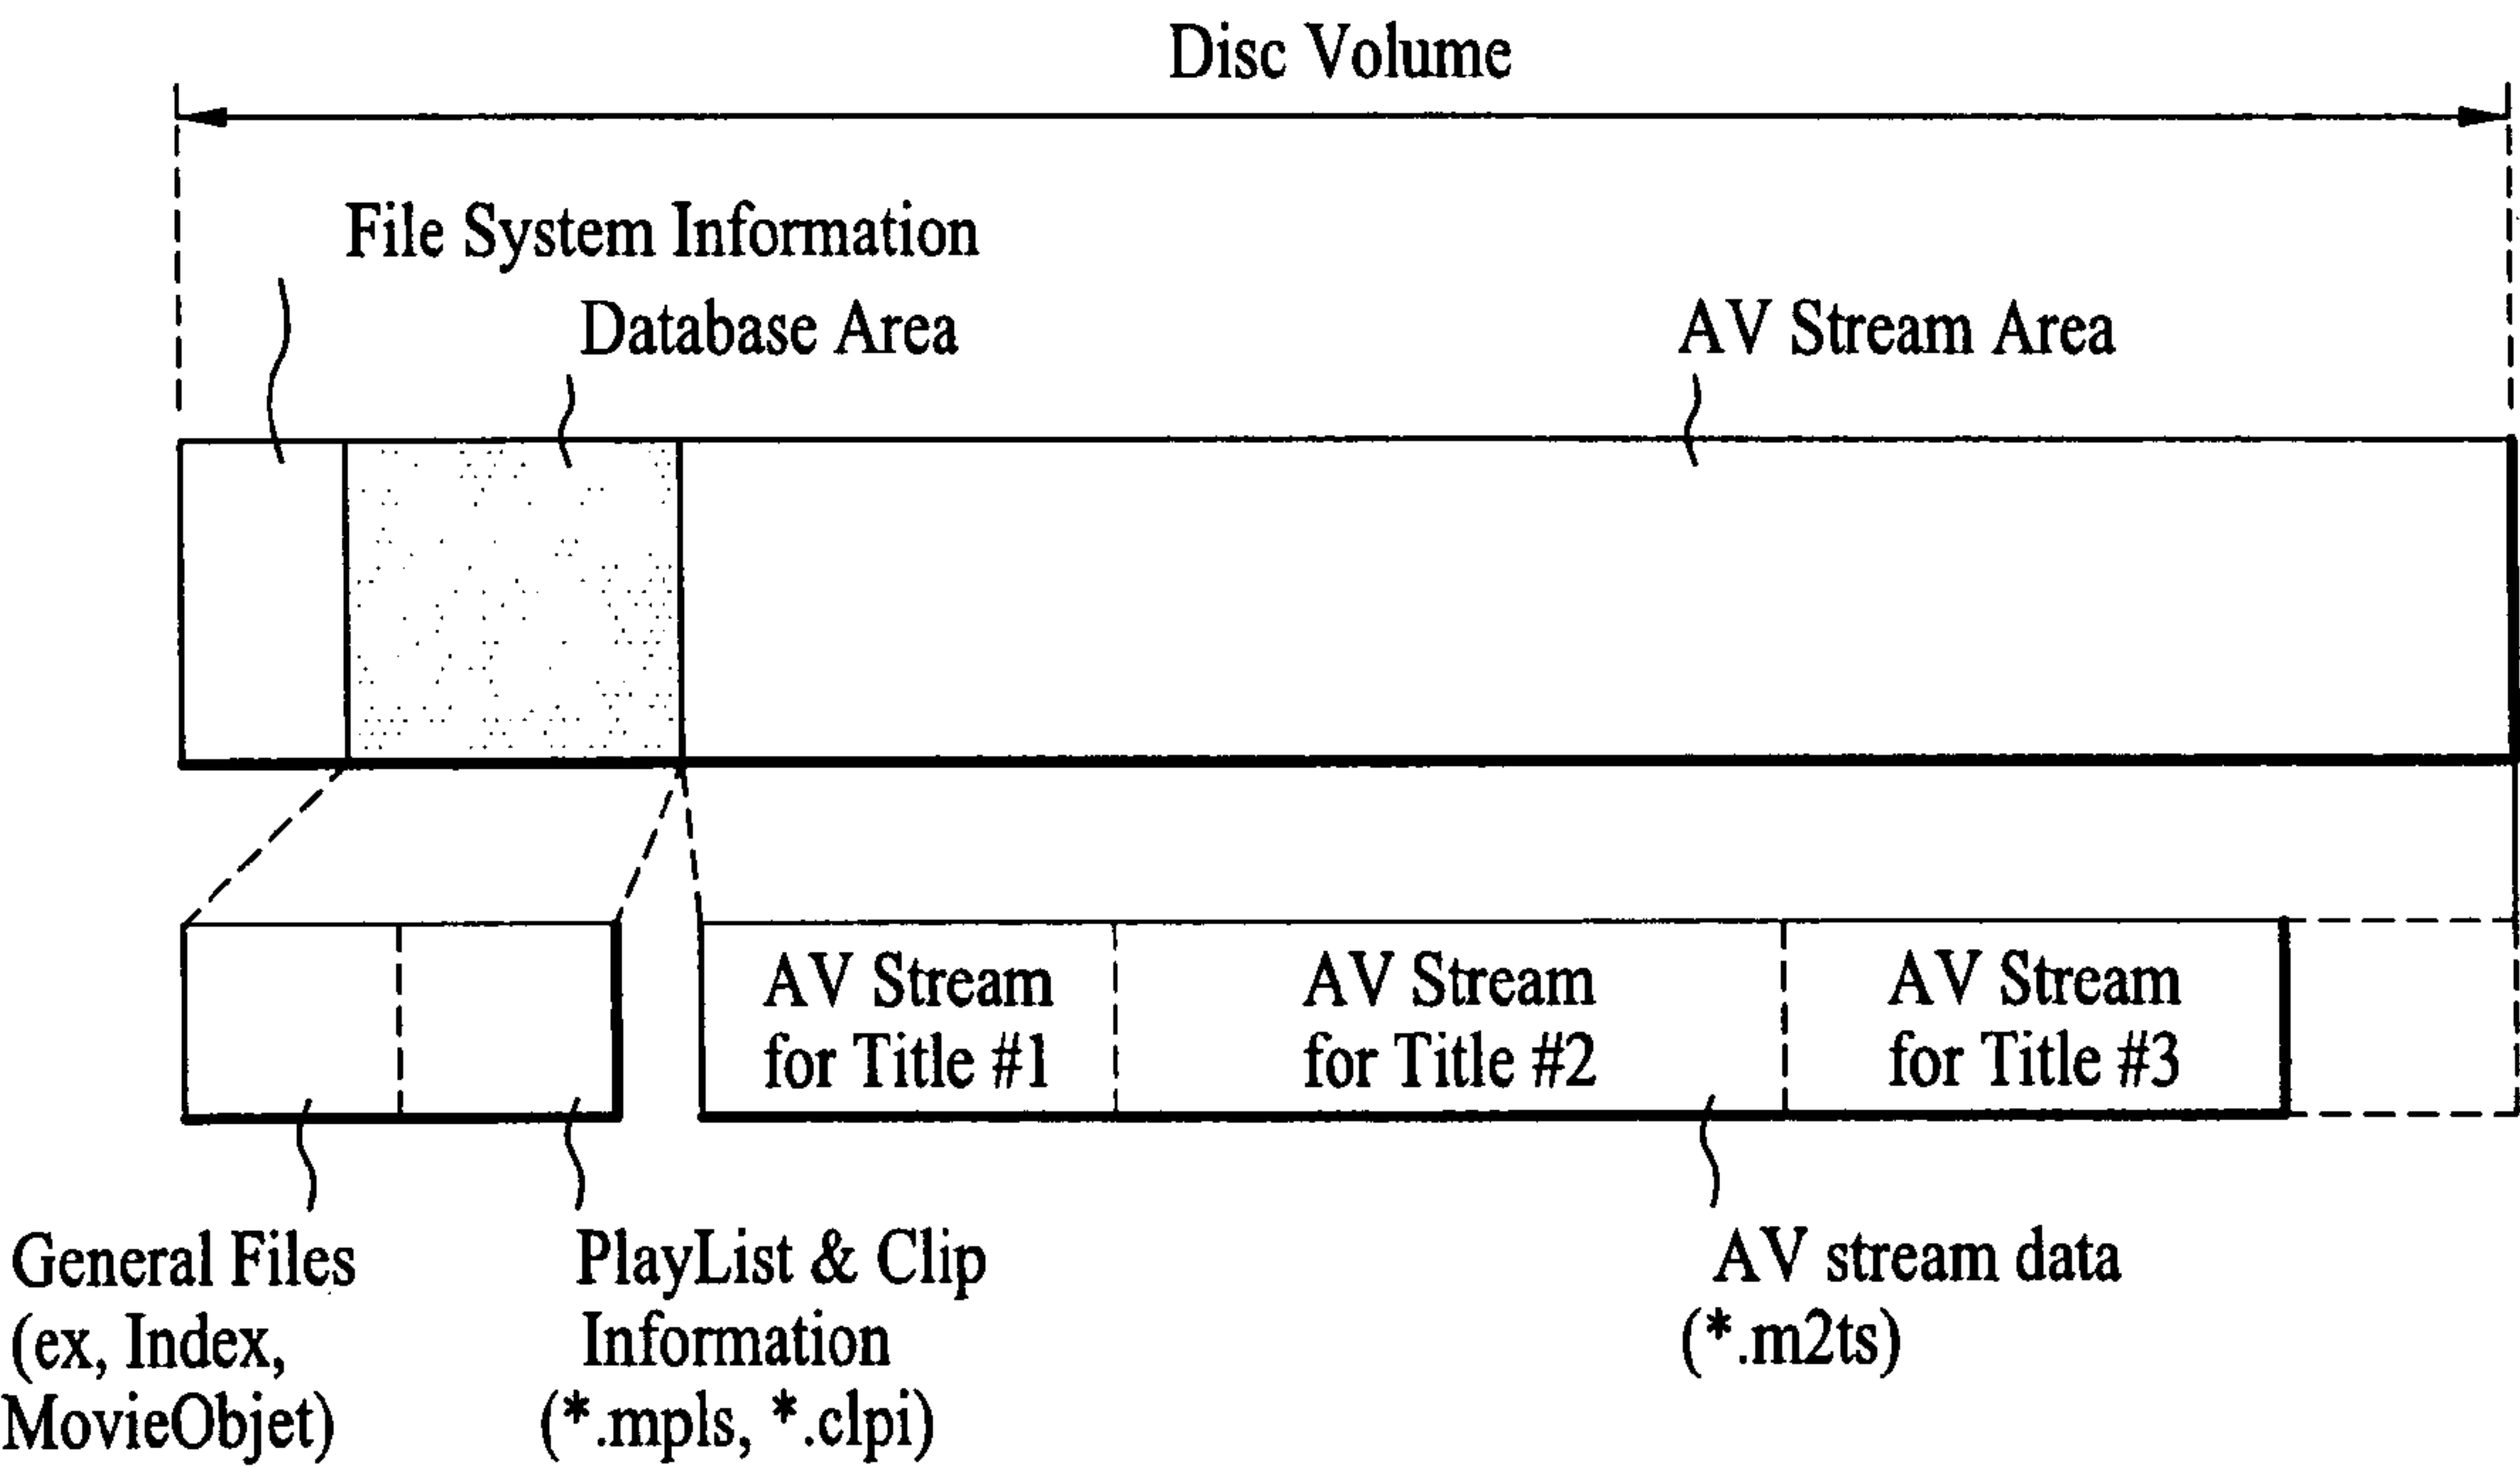 Disc Volume
File System Information
Database Area
AV Stream Area
AV Stream
for Title #1
AV Stream
for Title #2
AV Stream
for Title #3
General Files
(ex, Index,
MovieObjet)
PlayList & Clip
Information
(*.mpls, *.clpi)
AV stream data
(*.m2ts)